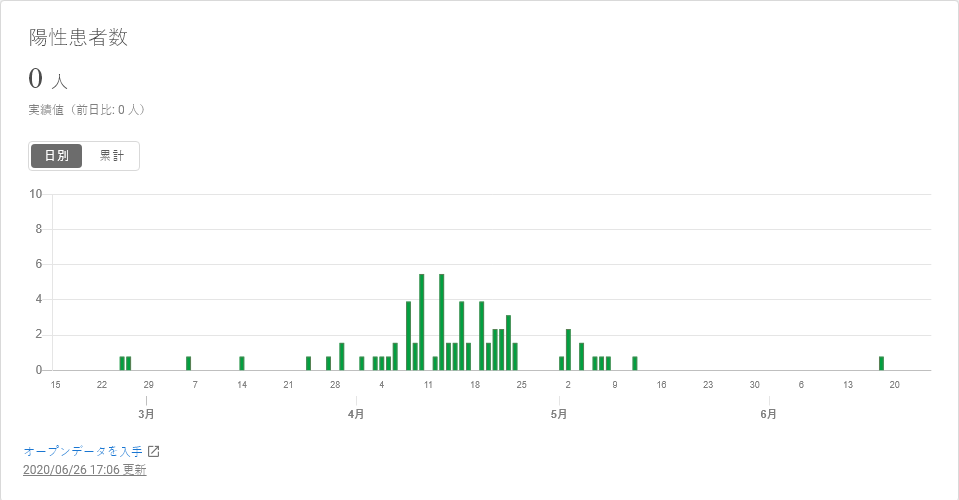 陽性患者数
0 人
実績値（前日比: 0 人）
日別 累計
10
8
6
4
2
0
15 22 29 7 14 21 28 4 11 18 25 2 9 16 23 30 6 13 20
3月 4月 5月 6月
オープンデータを入手
2020/06/26 17:06 更新